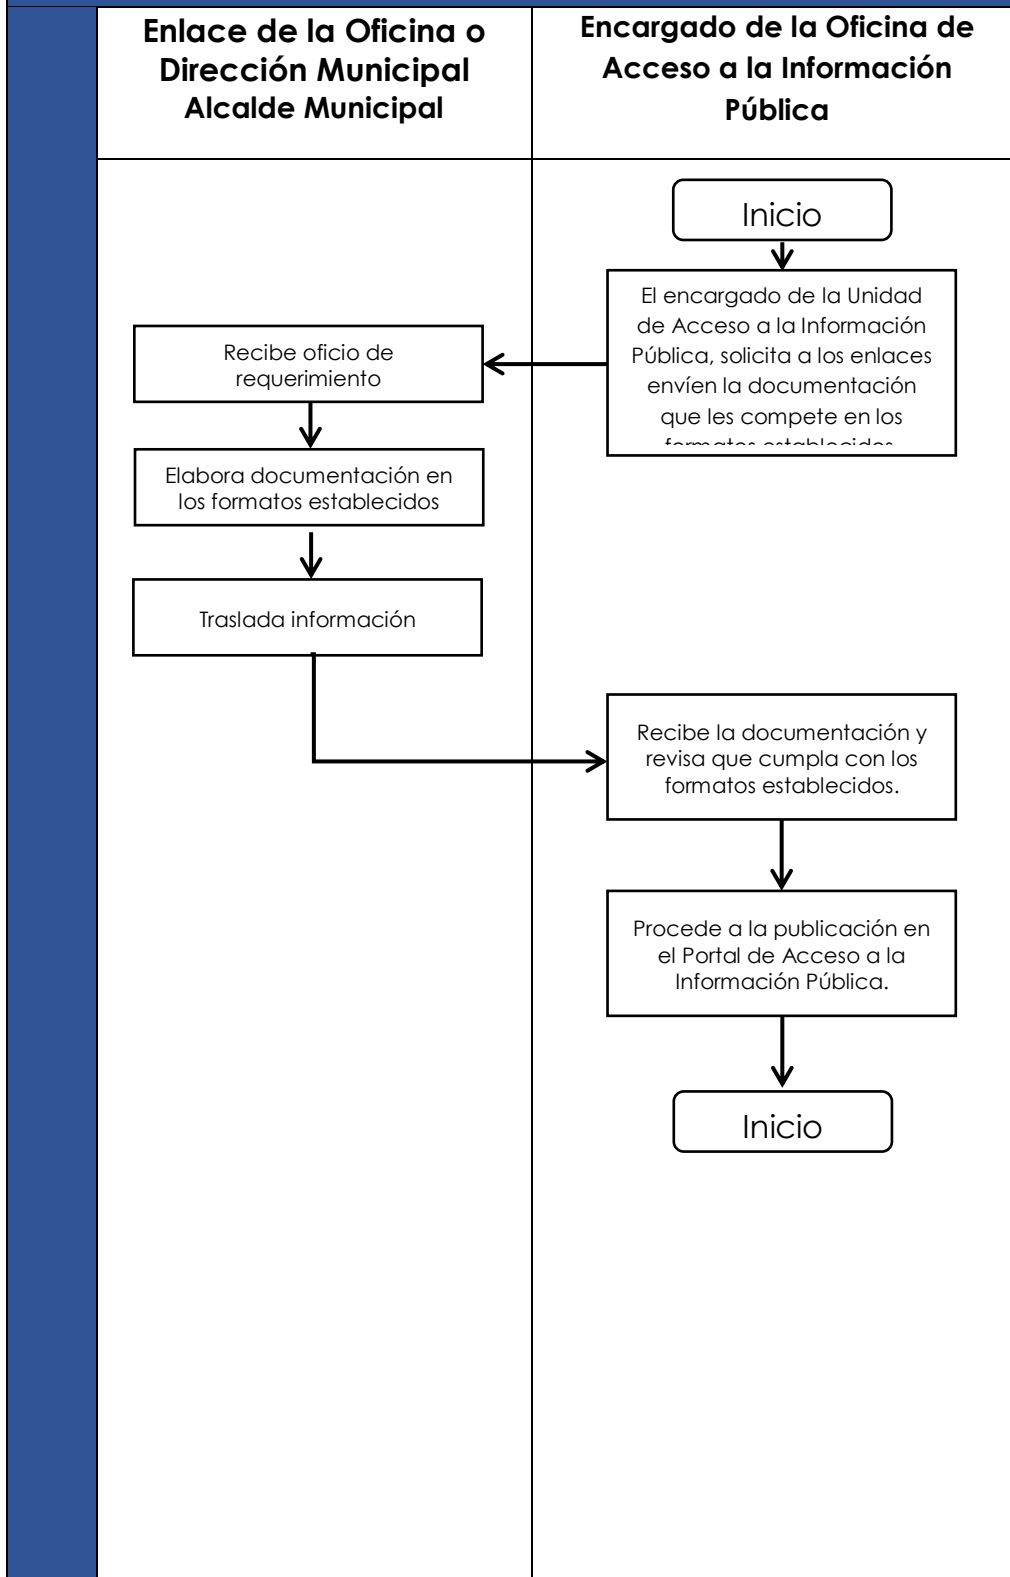 Enlace de la Oficina o
Dirección Municipal
Alcalde Municipal
Encargado de la Oficina de
Acceso a la Información
Pública
Inicio
El encargado de la Unidad
de Acceso a la Información
Pública, solicita a los enlaces
envíen la documentación
que les compete en los
formatos establecidos
Recibe oficio de
requerimiento
Elabora documentación en
los formatos establecidos
Traslada información
Recibe la documentación y
revisa que cumpla con los
formatos establecidos.
Procede a la publicación en
el Portal de Acceso a la
Información Pública.
Inicio